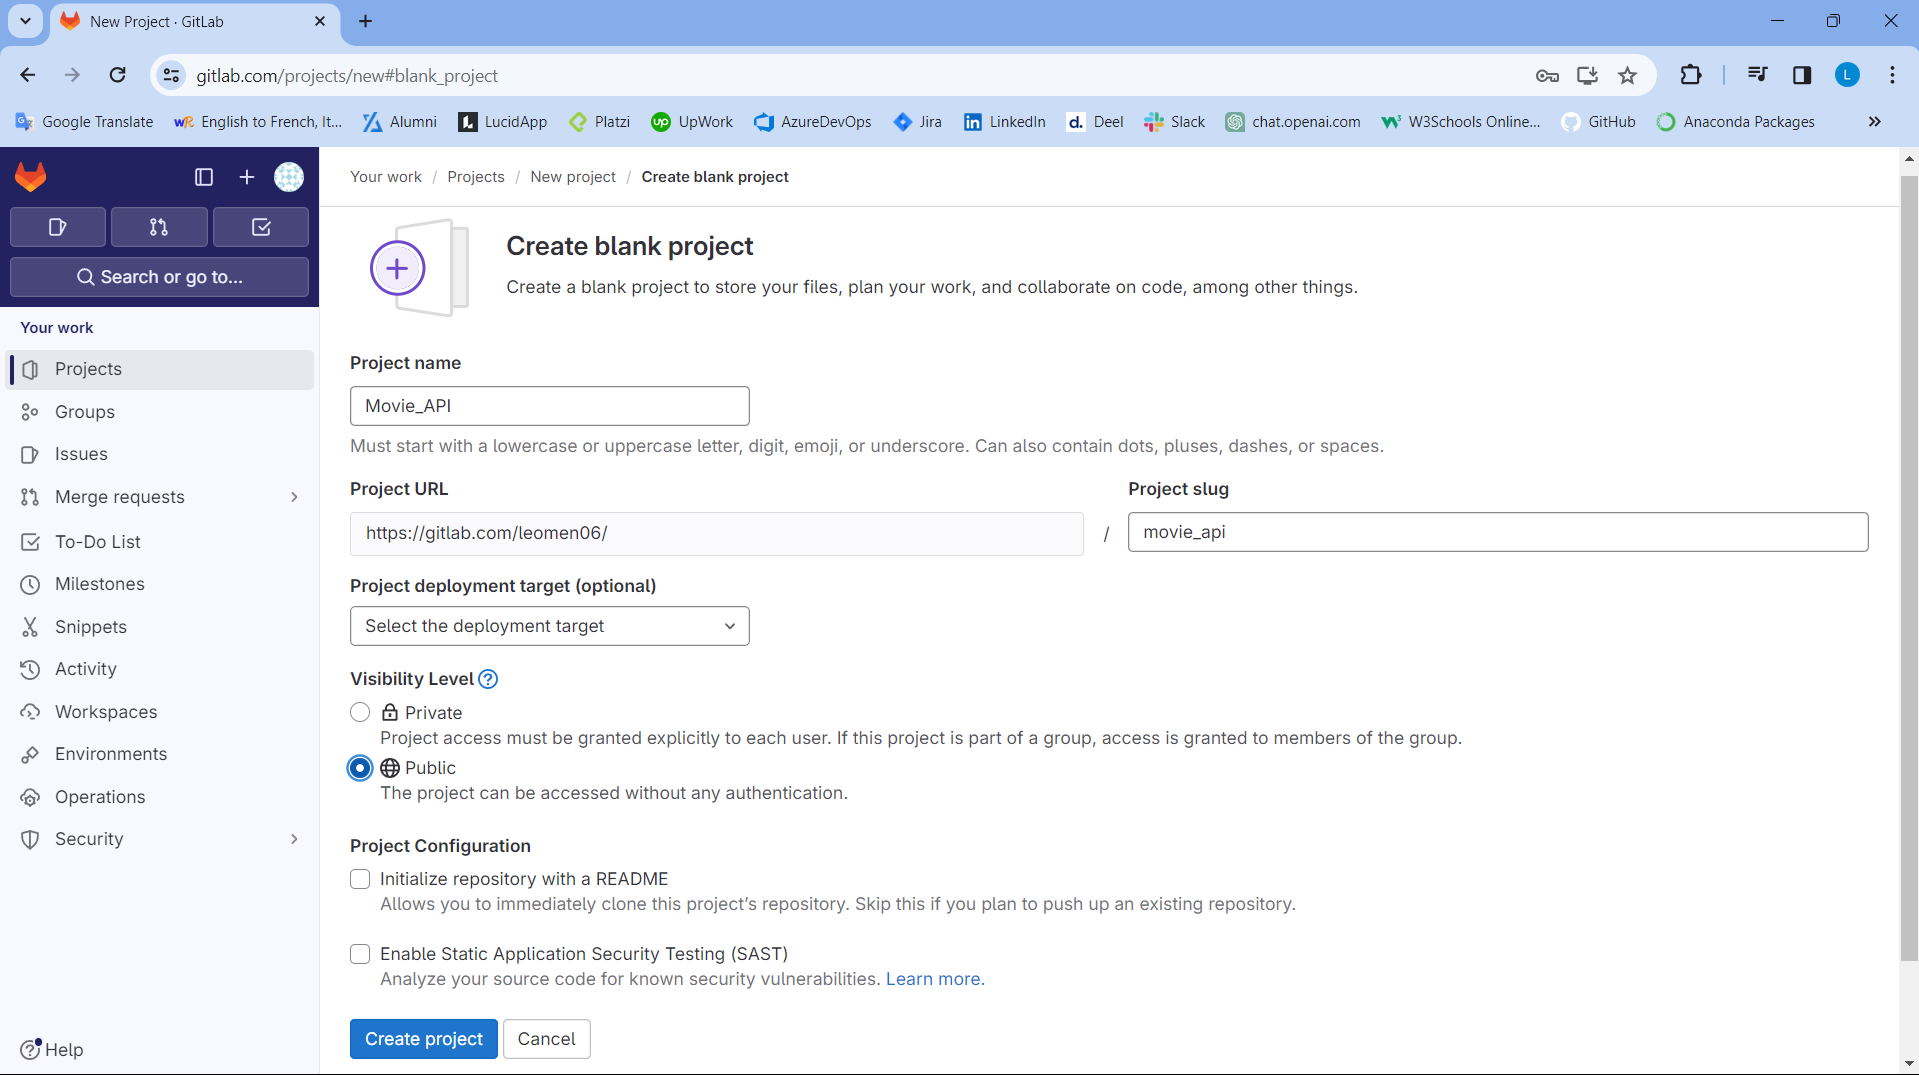 New Project · GitLab
gitlab.com/projects/new#blank_project
L
Google Translate
English to French, It...
Alumni
LucidApp
Platzi
UpWork
AzureDevOps
Jira
LinkedIn
Deel
Slack
chat.openai.com
W3Schools Online...
GitHub
Anaconda Packages
Your work / Projects / New project / Create blank project
Search or go to...
Your work
Projects
Groups
Issues
Merge requests
To-Do List
Milestones
Snippets
Activity
Workspaces
Environments
Operations
Security
Help
Create blank project
Create a blank project to store your files, plan your work, and collaborate on code, among other things.
Project name
Movie_API
Must start with a lowercase or uppercase letter, digit, emoji, or underscore. Can also contain dots, pluses, dashes, or spaces.
Project URL
Project slug
https://gitlab.com/leomen06/ / movie_api
Project deployment target (optional)
Select the deployment target
Visibility Level
Private
Project access must be granted explicitly to each user. If this project is part of a group, access is granted to members of the group.
Public
The project can be accessed without any authentication.
Project Configuration
Initialize repository with a README
Allows you to immediately clone this project's repository. Skip this if you plan to push up an existing repository.
Enable Static Application Security Testing (SAST)
Analyze your source code for known security vulnerabilities. Learn more.
Create project
Cancel